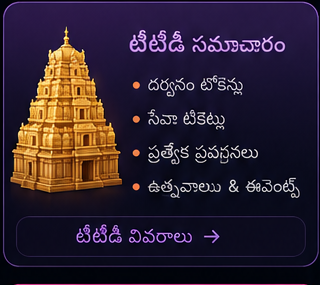 టీటీడీ సమాచారం
• దర్శనం టోకెన్లు
• సేవా టికెట్లు
• ప్రత్యేక ప్రవచనలు
• ఉత్సవాలు & ఈవెంట్స్
టీటీడీ వివరాలు →